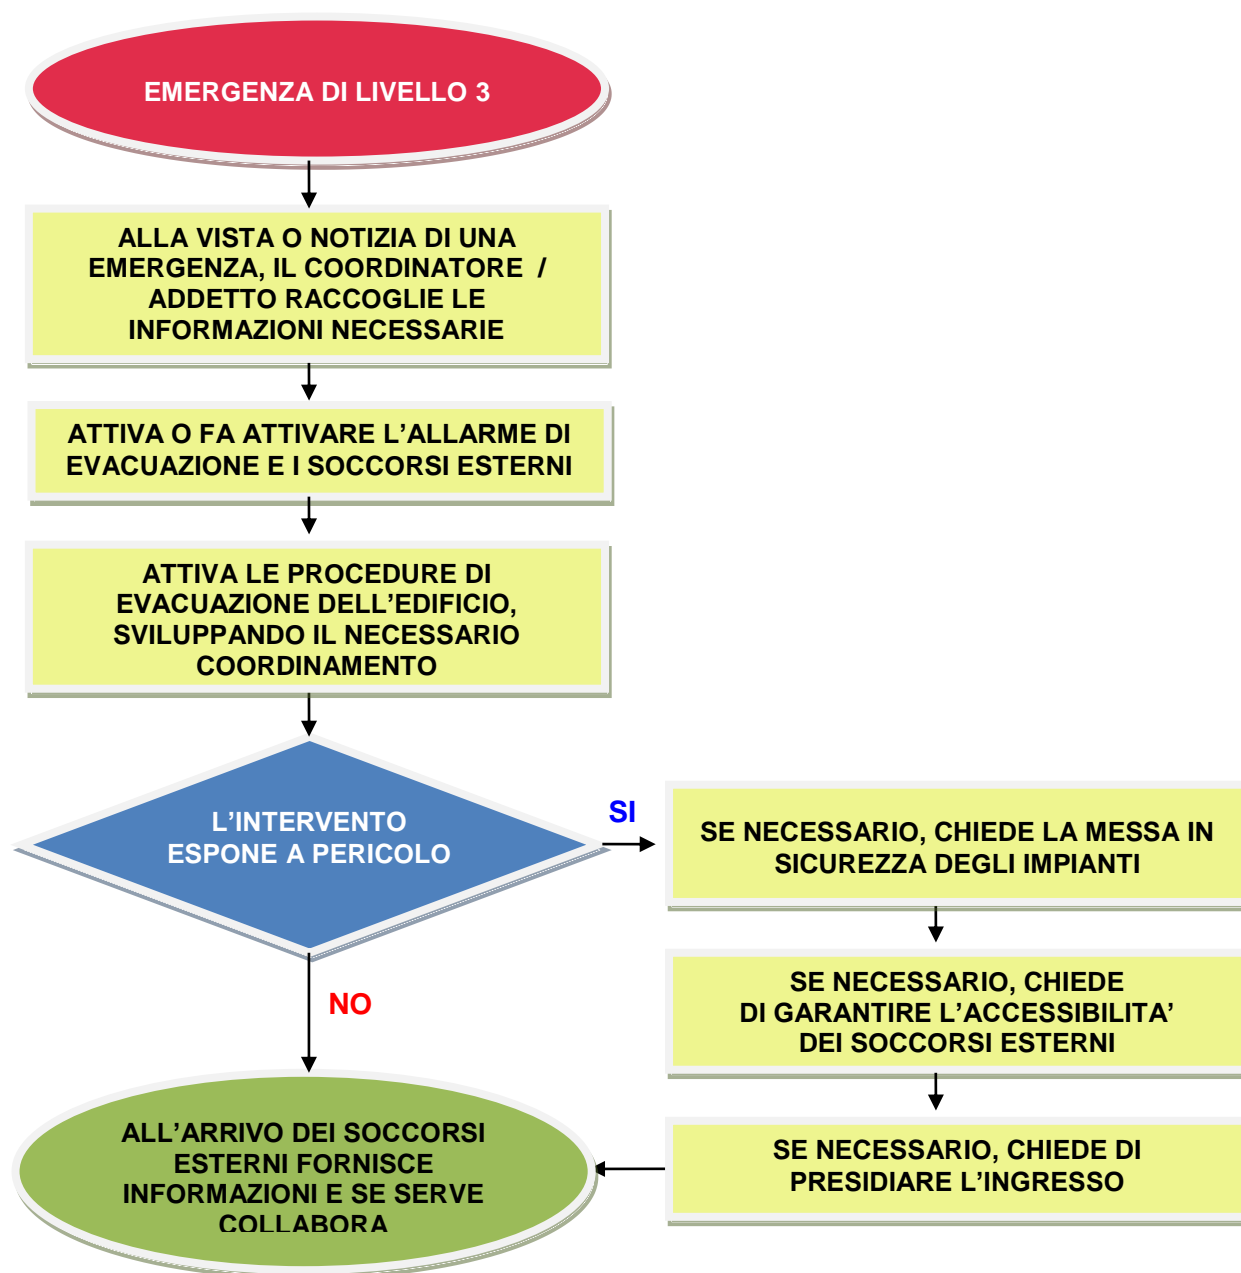 EMERGENZA DI LIVELLO 3
ALLA VISTA O NOTIZIA DI UNA
EMERGENZA, IL COORDINATORE /
ADDETTO RACCOGLIE LE
INFORMAZIONI NECESSARIE
ATTIVA O FA ATTIVARE L’ALLARME DI
EVACUAZIONE E I SOCCORSI ESTERNI
ATTIVA LE PROCEDURE DI
EVACUAZIONE DELL’EDIFICIO,
SVILUPPANDO IL NECESSARIO
COORDINAMENTO
L’INTERVENTO
ESPONE A PERICOLO
SI
SE NECESSARIO, CHIEDE LA MESSA IN
SICUREZZA DEGLI IMPIANTI
SE NECESSARIO, CHIEDE
DI GARANTIRE L’ACCESSIBILITA’
DEI SOCCORSI ESTERNI
SE NECESSARIO, CHIEDE DI
PRESIDIARE L’INGRESSO
NO
ALL’ARRIVO DEI SOCCORSI
ESTERNI FORNISCE
INFORMAZIONI E SE SERVE
COLLABORA